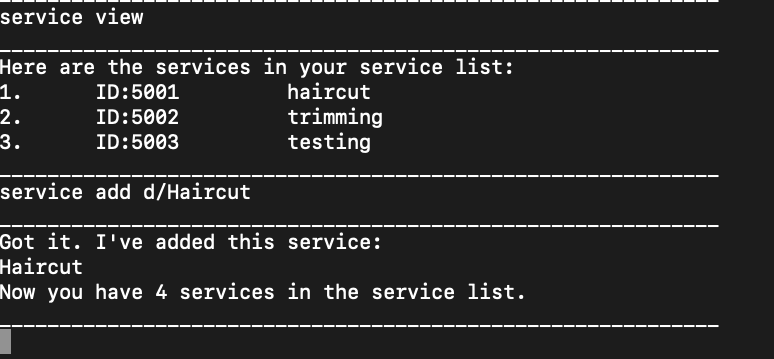 service view
____________________________________________________________
Here are the services in your service list:
1.      ID:5001         haircut
2.      ID:5002         trimming
3.      ID:5003         testing
____________________________________________________________
service add d/Haircut
____________________________________________________________
Got it. I've added this service:
Haircut
Now you have 4 services in the service list.
____________________________________________________________